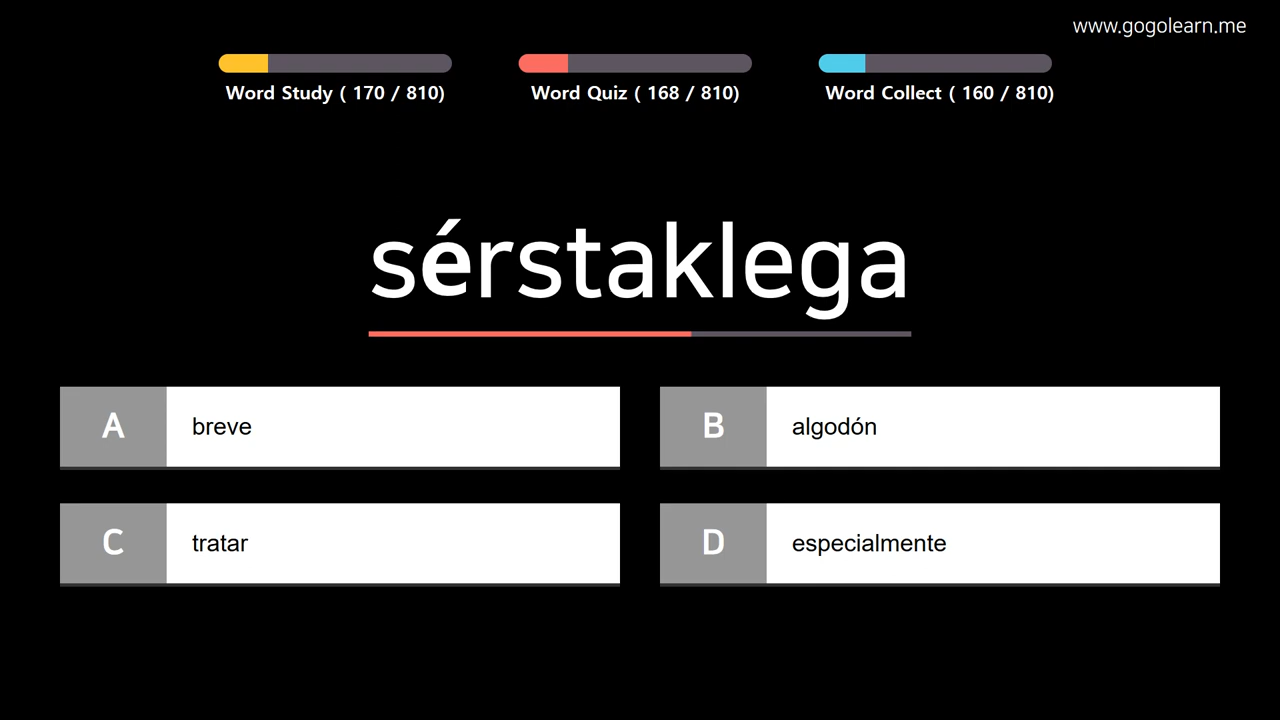 www.gogolearn.me
Word Study ( 170 / 810)
Word Quiz ( 168 / 810)
Word Collect ( 160 / 810)
sérstaklega
A breve
B algodón
C tratar
D especialmente